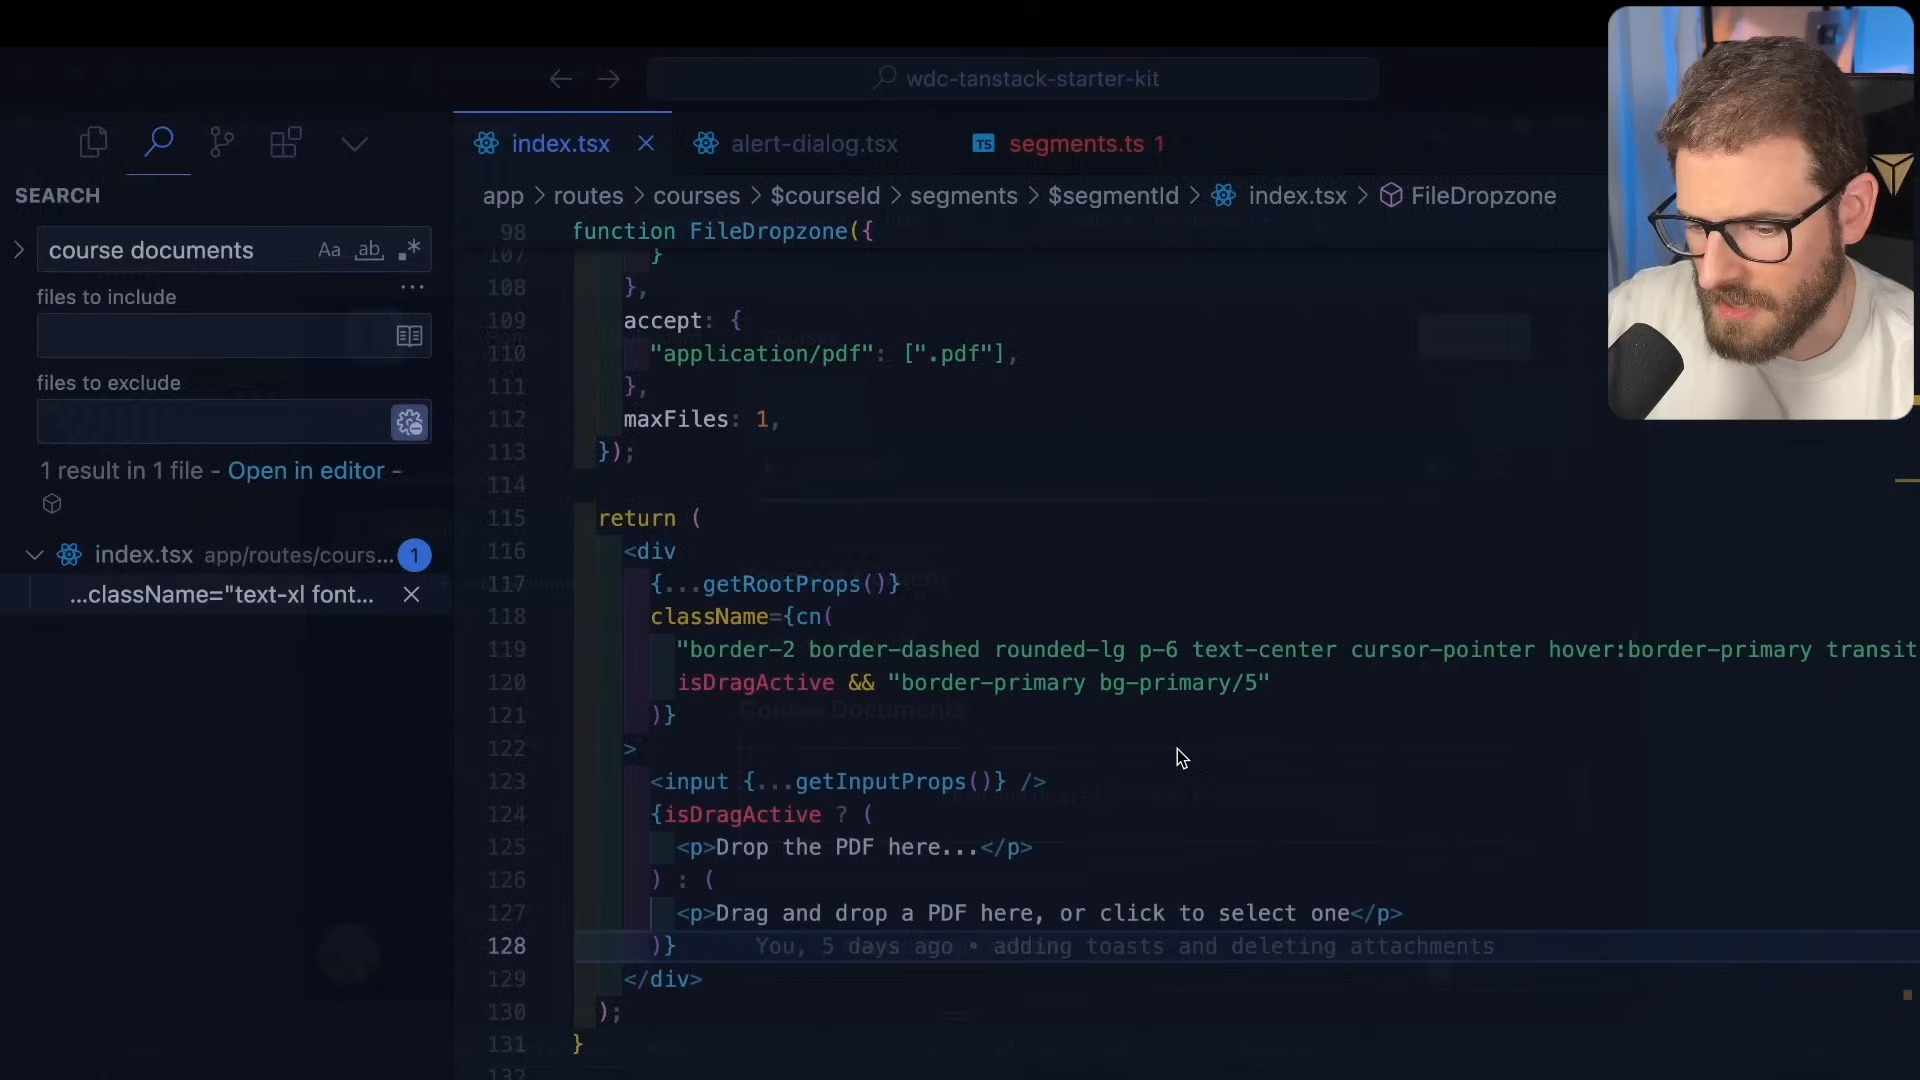 wdc-tanstack-starter-kit
index.tsx
alert-dialog.tsx
TS segments.ts 1
SEARCH
course documents Aa ab
files to include
files to exclude
1 result in 1 file - Open in editor -
index.tsx app/routes/cours... 1
...className="text-xl font...
app > routes > courses > $courseId > segments > $segmentId > index.tsx > FileDropzone
98 function FileDropzone({
107 }
108 },
109 accept: {
110 "application/pdf": [".pdf"],
111 },
112 maxFiles: 1,
113 });
114
115 return (
116 <div
117 {...getRootProps()}
118 className={cn(
119 "border-2 border-dashed rounded-lg p-6 text-center cursor-pointer hover:border-primary transit
120 isDragActive && "border-primary bg-primary/5"
121 )}
Course Documents
122 >
123 <input {...getInputProps()} />
124 {isDragActive ? (
125 <p>Drop the PDF here...</p>
126 ) : (
127 <p>Drag and drop a PDF here, or click to select one</p>
128 )} You, 5 days ago • adding toasts and deleting attachments
129 </div>
130 );
131 }
132